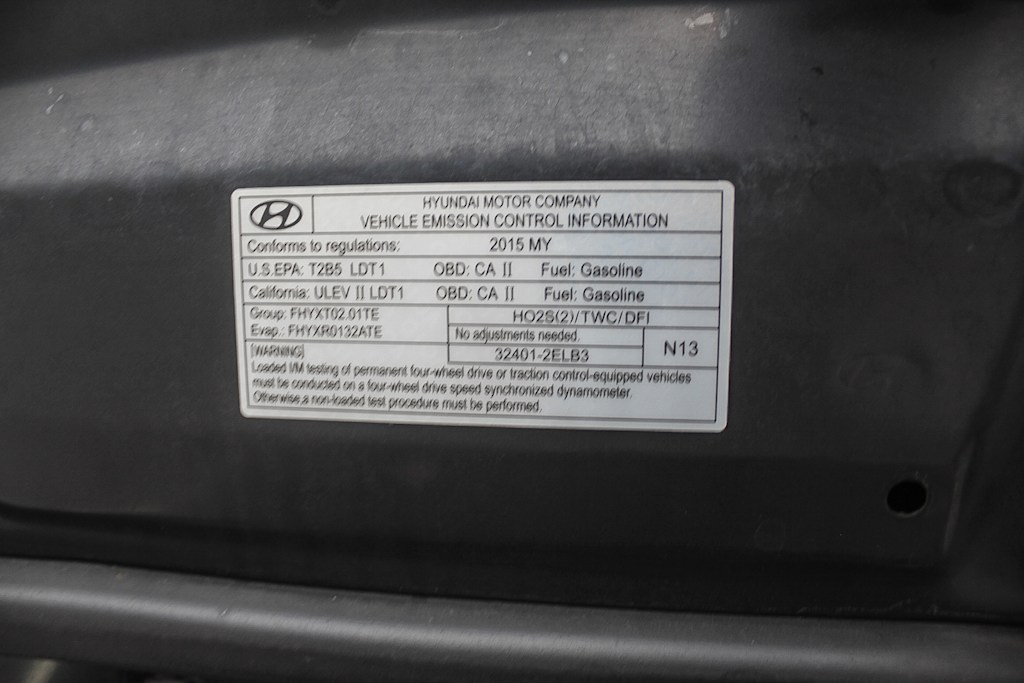 HYUNDAI MOTOR COMPANY
VEHICLE EMISSION CONTROL INFORMATION
Conforms to regulations: 2015 MY
U.S.EPA: T2B5 LDT1 OBD: CA II Fuel: Gasoline
California: ULEV II LDT1 OBD: CA II Fuel: Gasoline
Group: FHYXT02.01TE
Evap.: FHYXR0132ATE
HO2S(2)/TWC/DFI
No adjustments needed.
32401-2ELB3
N13
[WARNING]
Loaded I/M testing of permanent four-wheel drive or traction control-equipped vehicles
must be conducted on a four-wheel drive speed synchronized dynamometer.
Otherwise,a non-loaded test procedure must be performed.